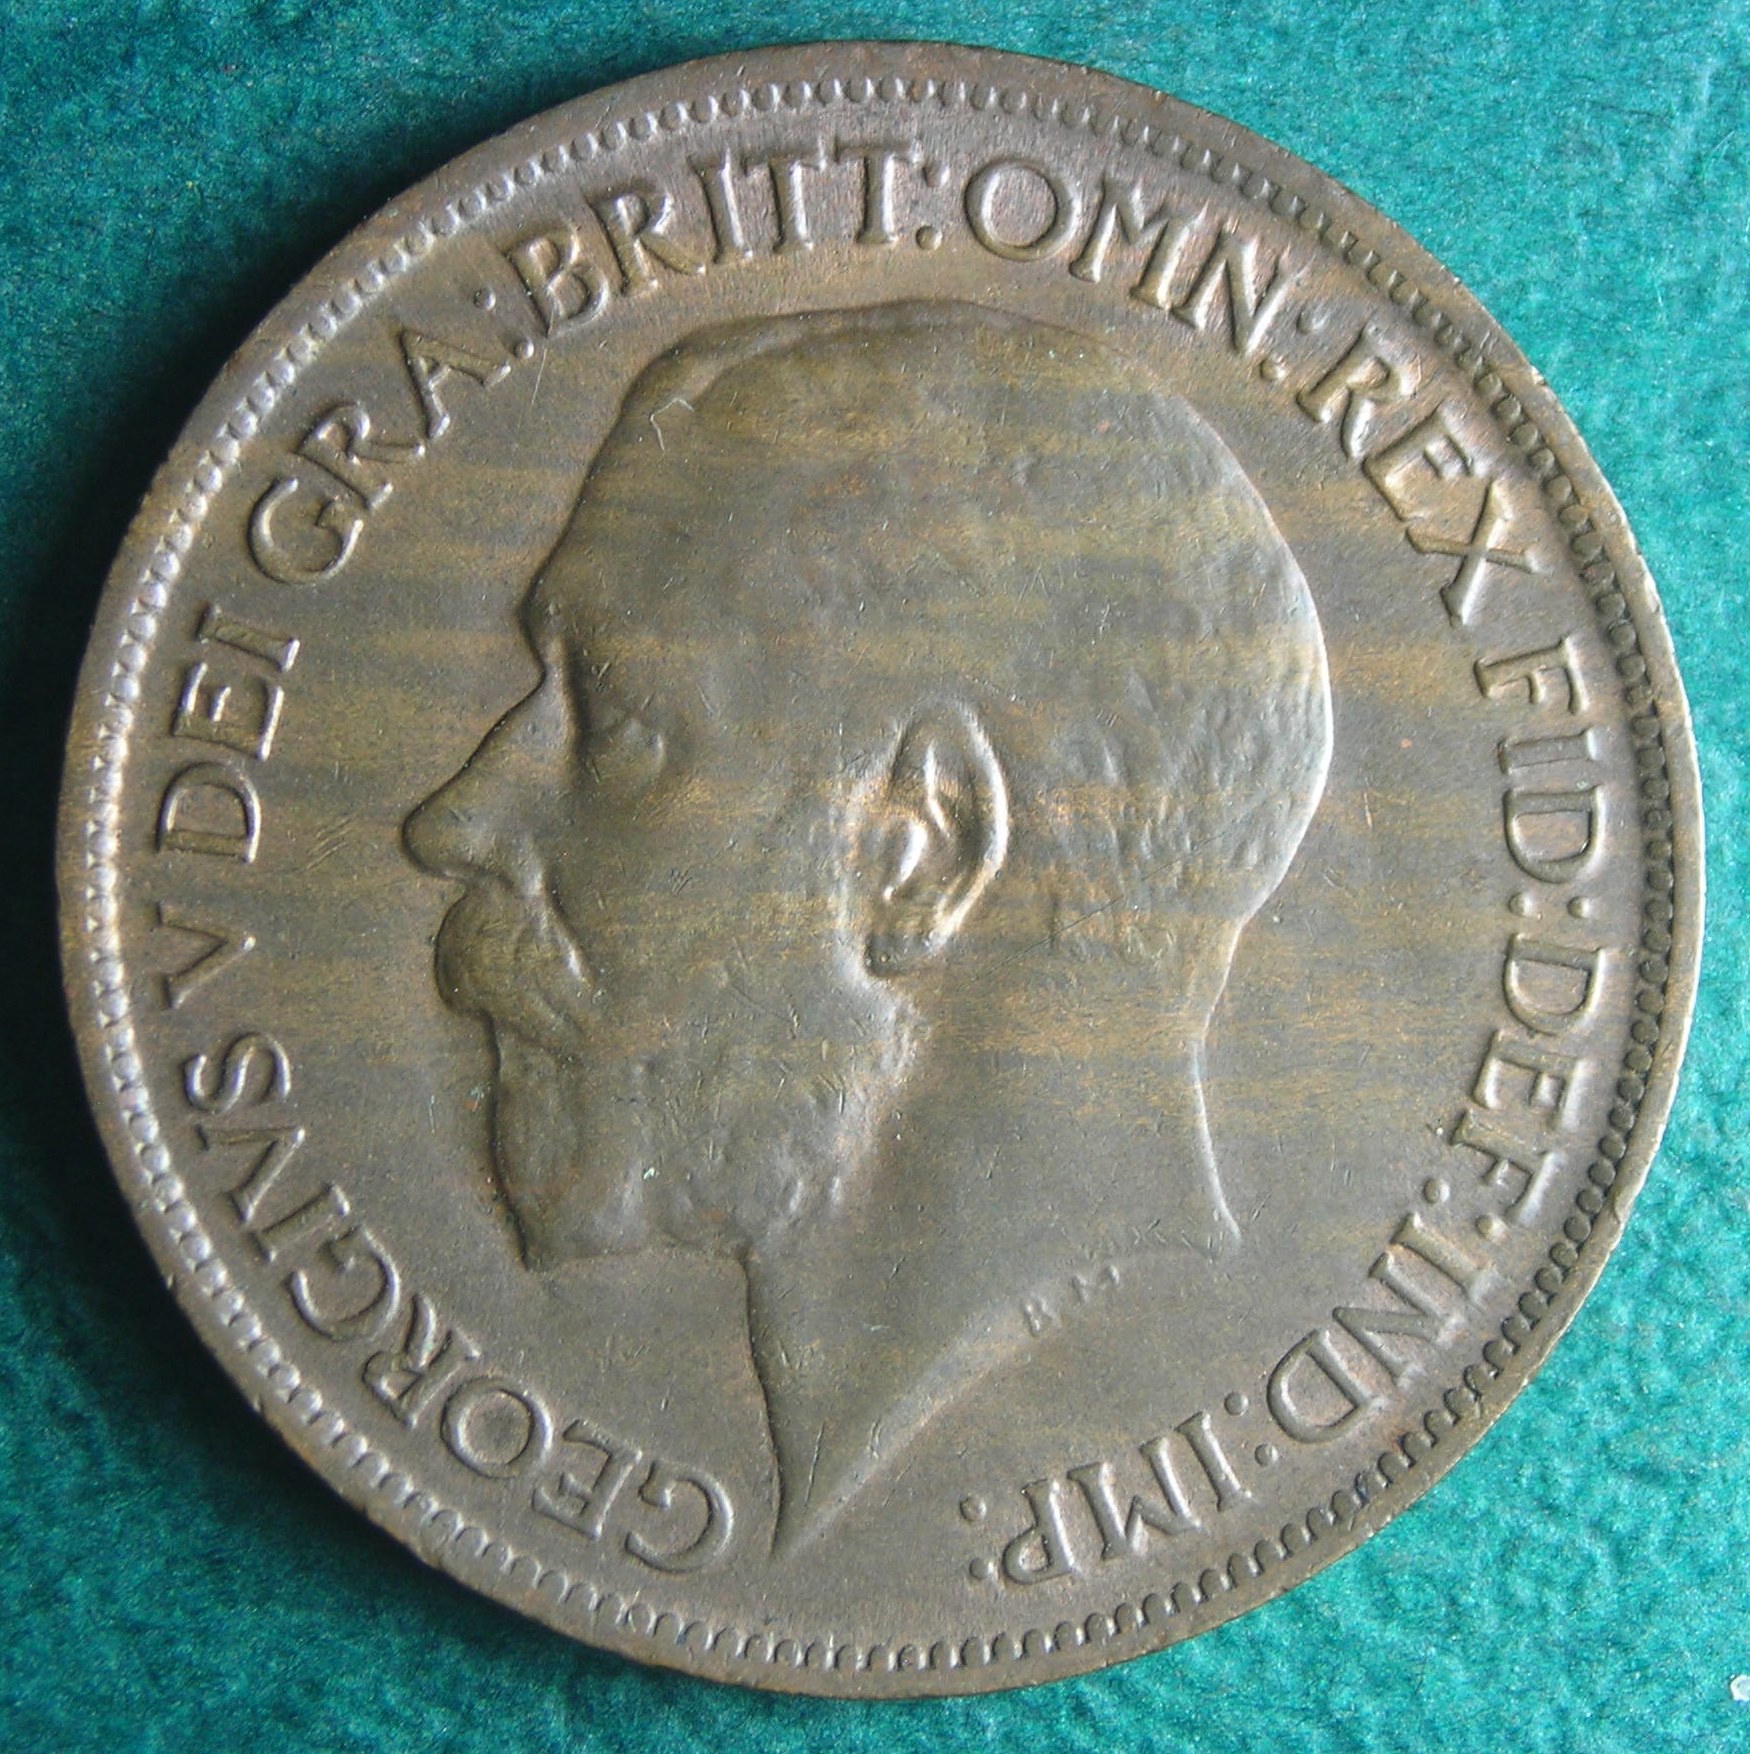 GEORGIVS V DEI GRA: BRITT: OMN: REX FID: DEF: IND: IMP:
B M